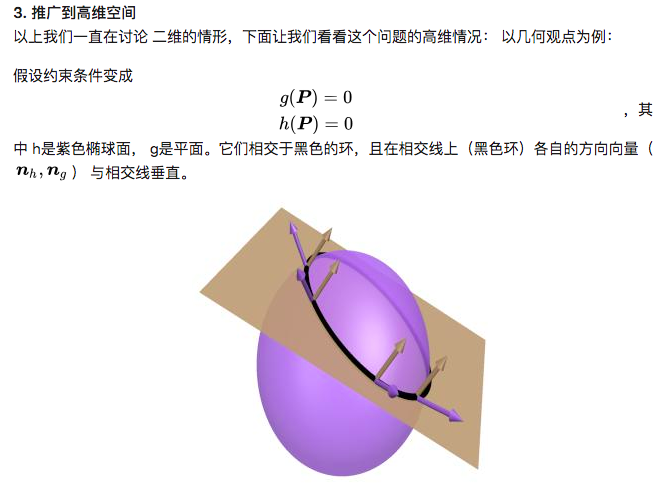 3. 推广到高维空间
以上我们一直在讨论 二维的情形，下面让我们看看这个问题的高维情况： 以几何观点为例：
假设约束条件变成
g(P) = 0
h(P) = 0
，其
中 h是紫色椭球面， g是平面。它们相交于黑色的环，且在相交线上（黑色环）各自的方向向量（
n_h, n_g ） 与相交线垂直。